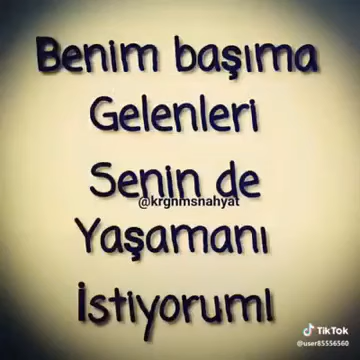 Benim başıma
Gelenleri
Senin de
@krgnmsnahyat
Yaşamanı
İstiyorum!
TikTok
@user85556560